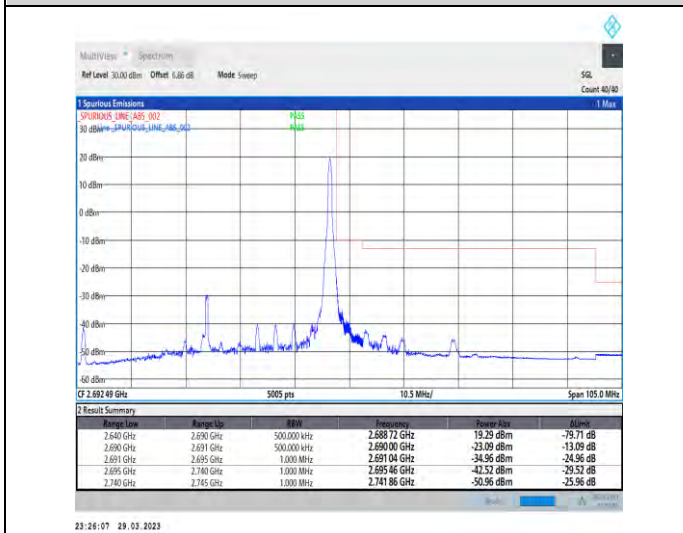 MultiView Spectrum
Ref Level 30.00 dBm Offset 6.86 dB Mode Sweep SGL
Count 40/40
1 Spurious Emissions 1 Max
_SPURIOUS_LINE_ABS_002 PASS
30 dBm Line _SPURIOUS_LINE_ABS_002 PASS
20 dBm
10 dBm
0 dBm
-10 dBm
-20 dBm
-30 dBm
-40 dBm
-50 dBm
-60 dBm
CF 2.692 49 GHz 5005 pts 10.5 MHz/ Span 105.0 MHz
2 Result Summary
Range Low Range Up RBW Frequency Power Abs ΔLimit
2.640 GHz 2.690 GHz 500.000 kHz 2.688 72 GHz 19.29 dBm -79.71 dB
2.690 GHz 2.691 GHz 500.000 kHz 2.690 00 GHz -23.09 dBm -13.09 dB
2.691 GHz 2.695 GHz 1.000 MHz 2.691 04 GHz -34.96 dBm -24.96 dB
2.695 GHz 2.740 GHz 1.000 MHz 2.695 46 GHz -42.52 dBm -29.52 dB
2.740 GHz 2.745 GHz 1.000 MHz 2.741 86 GHz -50.96 dBm -25.96 dB
23:26:07 29.03.2023